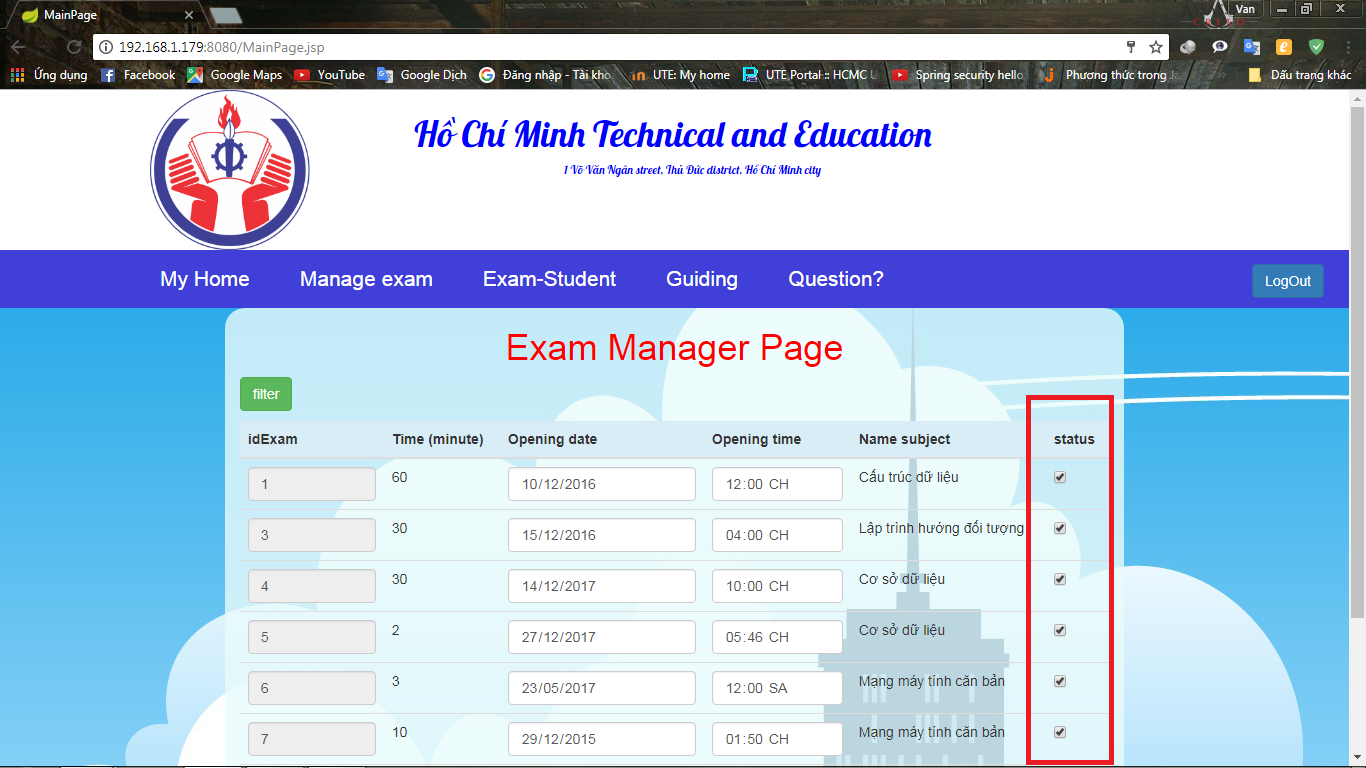 MainPage
Van
192.168.1.179:8080/MainPage.jsp
Ứng dụng Facebook Google Maps YouTube Google Dịch Đăng nhập - Tài kho UTE: My home UTE Portal :: HCMC U Spring security hello Phương thức trong Ja Dấu trang khác
Hồ Chí Minh Technical and Education
1 Võ Văn Ngân street, Thủ Đức district, Hồ Chí Minh city
My Home Manage exam Exam-Student Guiding Question? LogOut
Exam Manager Page
filter
idExam Time (minute) Opening date Opening time Name subject status
1 60 10/12/2016 12:00 CH Cấu trúc dữ liệu
3 30 15/12/2016 04:00 CH Lập trình hướng đối tượng
4 30 14/12/2017 10:00 CH Cơ sở dữ liệu
5 2 27/12/2017 05:46 CH Cơ sở dữ liệu
6 3 23/05/2017 12:00 SA Mạng máy tính căn bản
7 10 29/12/2015 01:50 CH Mạng máy tính căn bản